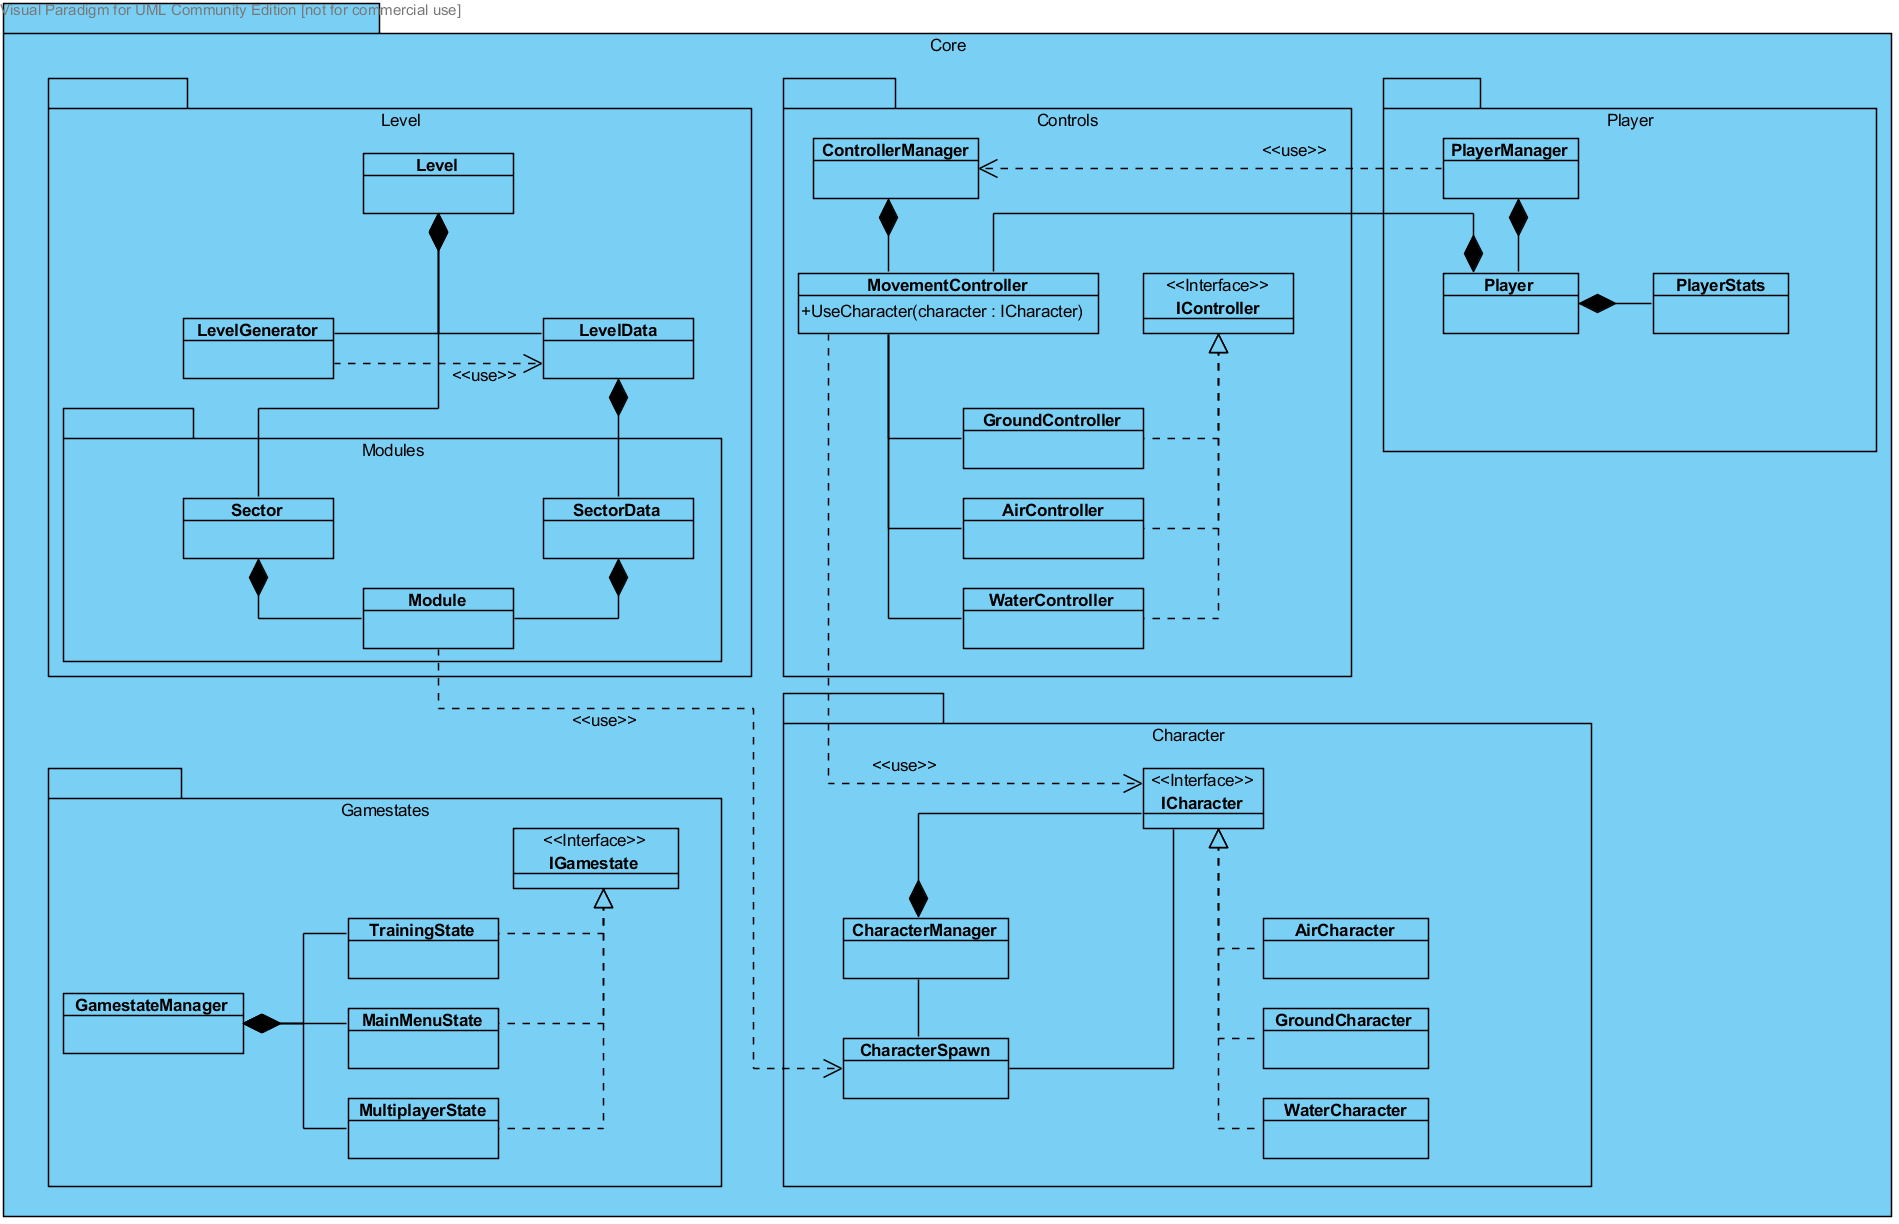 Visual Paradigm for UML Community Edition [not for commercial use]
Core
Level
Level
LevelGenerator
LevelData
<<use>>
Modules
Sector
SectorData
Module
<<use>>
Controls
ControllerManager
<<use>>
MovementController
+UseCharacter(character : ICharacter)
<<Interface>>
IController
GroundController
AirController
WaterController
Player
PlayerManager
Player
PlayerStats
Gamestates
<<Interface>>
IGamestate
TrainingState
GamestateManager
MainMenuState
MultiplayerState
Character
<<use>>
<<Interface>>
ICharacter
CharacterManager
AirCharacter
GroundCharacter
CharacterSpawn
WaterCharacter